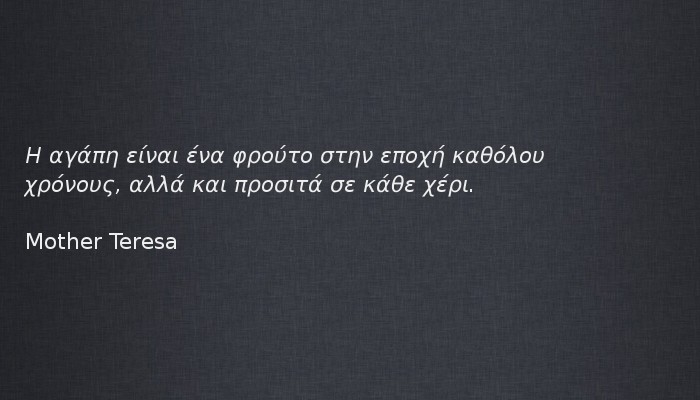 Η αγάπη είναι ένα φρούτο στην εποχή καθόλου
χρόνους, αλλά και προσιτά σε κάθε χέρι.
Mother Teresa